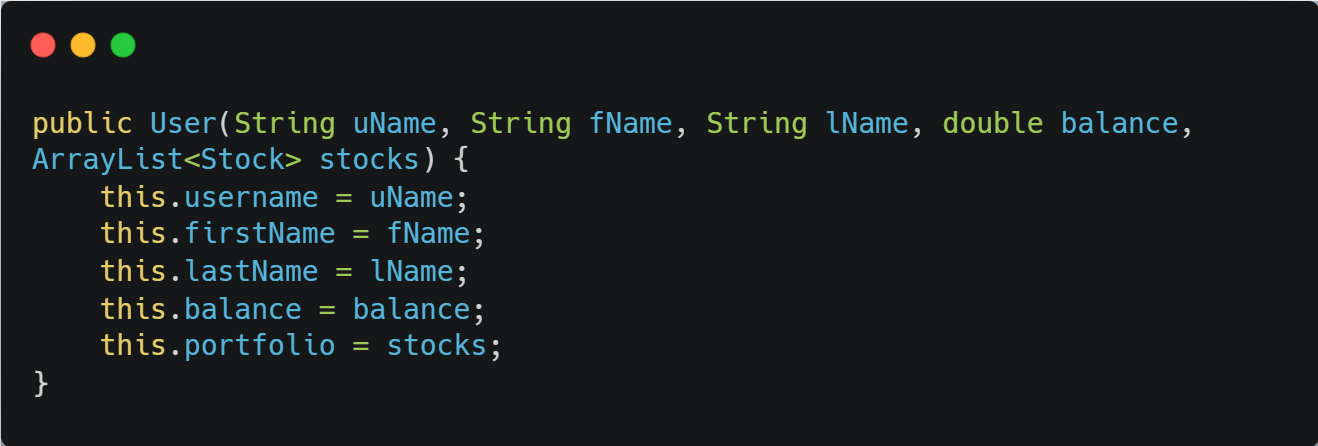 public User(String uName, String fName, String lName, double balance,
ArrayList<Stock> stocks) {
    this.username = uName;
    this.firstName = fName;
    this.lastName = lName;
    this.balance = balance;
    this.portfolio = stocks;
}